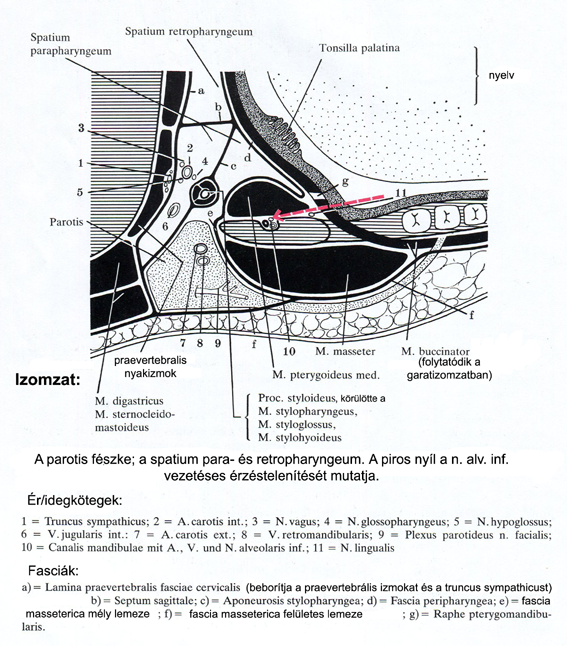 Spatium retropharyngeum
Spatium
parapharyngeum
Tonsilla palatina
nyelv
a
b
3
2
4
c
d
1
g
11
5
e
6
Parotis
f
7
8
9
f
10
M. masseter
M. buccinator
(folytatódik a
garatizomzatban)
praevertebralis
nyakizmok
M. pterygoideus med.
Izomzat:
M. digastricus
M. sternocleido-
mastoideus
Proc. styloideus, körülötte a
M. stylopharyngeus,
M. styloglossus,
M. stylohyoideus
A parotis fészke; a spatium para- és retropharyngeum. A piros nyíl a n. alv. inf.
vezetéses érzéstelenítését mutatja.
Ér/idegkötegek:
1 = Truncus sympathicus; 2 = A. carotis int.; 3 = N. vagus; 4 = N. glossopharyngeus; 5 = N. hypoglossus;
6 = V. jugularis int.: 7 = A. carotis ext.; 8 = V. retromandibularis; 9 = Plexus parotideus n. facialis;
10 = Canalis mandibulae mit A., V. und N. alveolaris inf.; 11 = N. lingualis
Fasciák:
a) = Lamina praevertebralis fasciae cervicalis (beborítja a praevertebrális izmokat és a truncus sympathicust)
b) = Septum sagittale; c) = Aponeurosis stylopharyngea; d) = Fascia peripharyngea; e) = fascia
masseterica mély lemeze ; f) = fascia masseterica felületes lemeze ; g) = Raphe pterygomandibu-
laris.